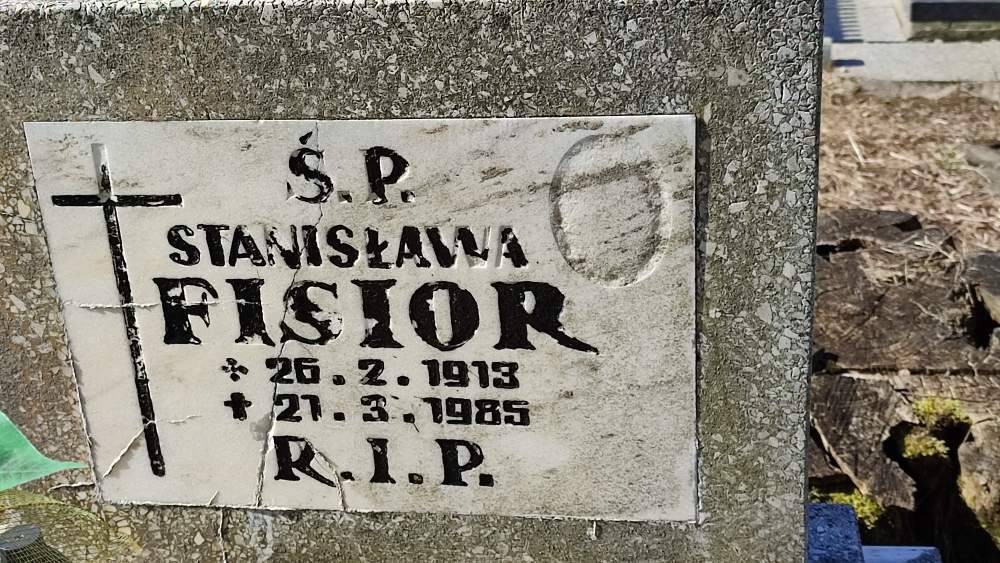 Ś.P.
STANISŁAWA
FISIOR
26.2.1913
21.3.1985
R.I.P.